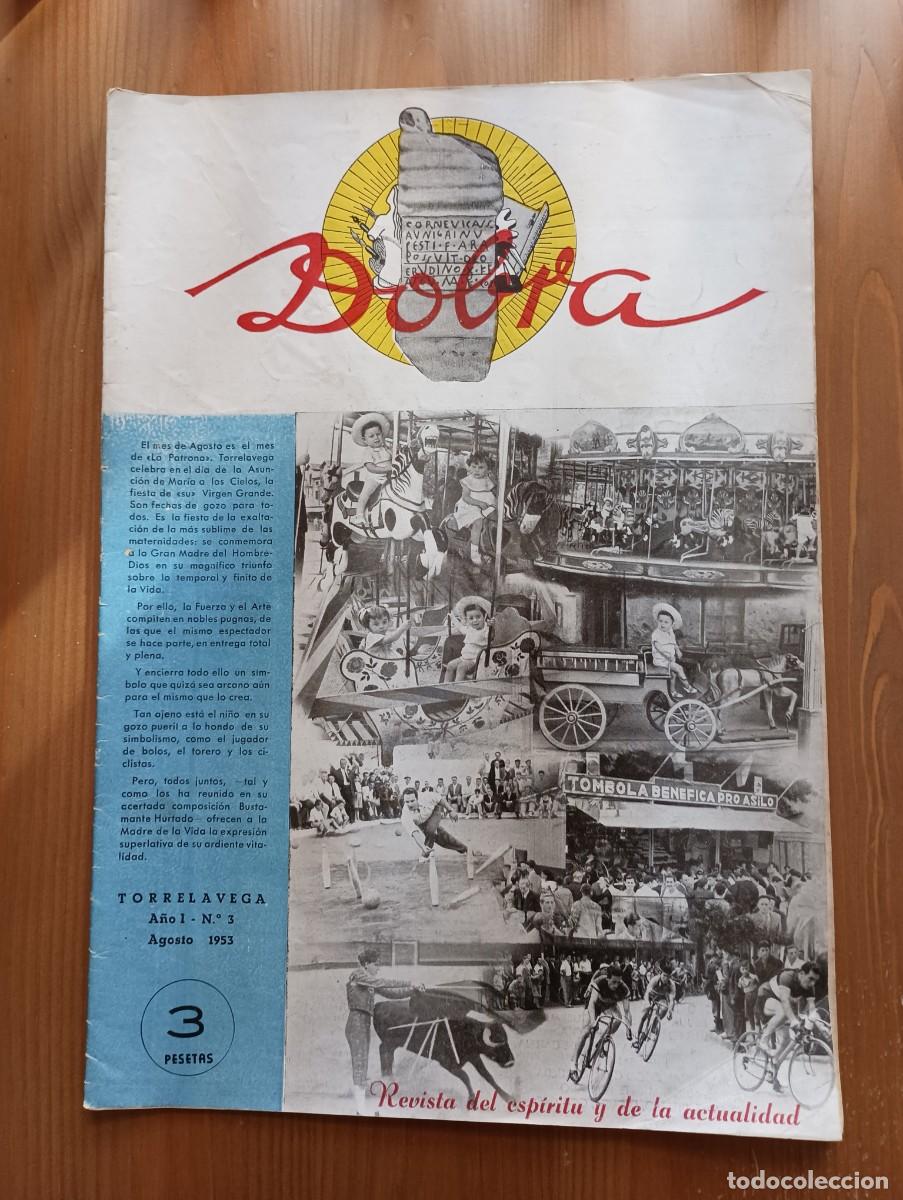 CORNEVICAS
AVNIGAINV
CESTI·F·ARA
POSSVIT·DEO
ERVDINO·X·K
Dobra
El mes de Agosto es el mes
de «La Patrona». Torrelavega
celebra en el día de la Asun-
ción de María a los Cielos, la
fiesta de «su» Virgen Grande.
Son fechas de gozo para to-
dos. Es la fiesta de la exalta-
ción de la más sublime de las
maternidades: se conmemora
a la Gran Madre del Hombre-
Dios en su magnífico triunfo
sobre lo temporal y finito de
la Vida.
Por ello, la Fuerza y el Arte
compiten en nobles pugnas, de
las que el mismo espectador
se hace parte, en entrega total
y plena.
Y encierra todo ello un sím-
bolo que quizá sea arcano aún
para el mismo que lo crea.
Tan ajeno está el niño en su
gozo pueril a lo hondo de su
simbolismo, como el jugador
de bolos, el torero y los ci-
clistas.
Pero, todos juntos, —tal y
como los ha reunido en su
acertada composición Busta-
mante Hurtado— ofrecen a la
Madre de la Vida la expresión
superlativa de su ardiente vita-
lidad.
TORRELAVEGA
Año I - N.º 3
Agosto 1953
3
PESETAS
TOMBOLA BENEFICA PRO ASILO
Revista del espíritu y de la actualidad
todocoleccion